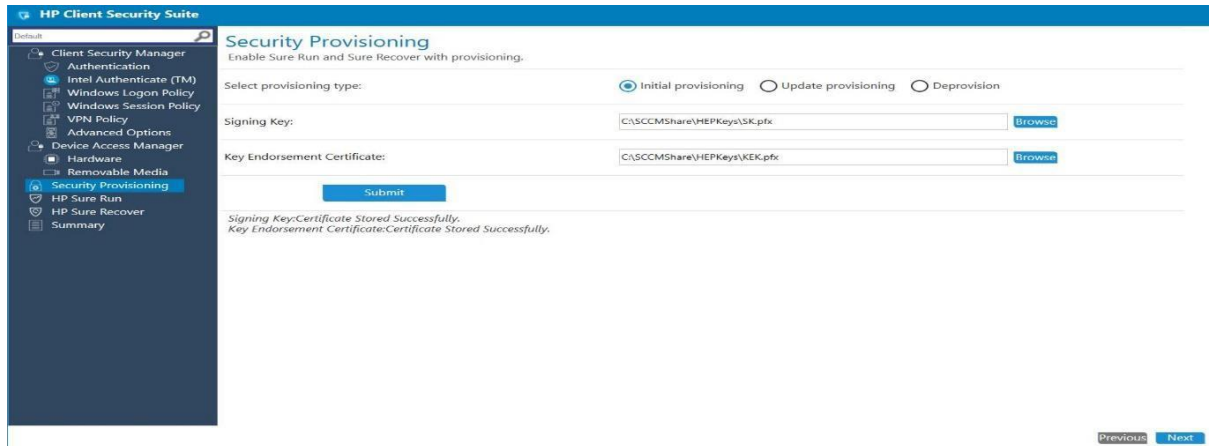 HP Client Security Suite
Default
Client Security Manager
Authentication
Intel Authenticate (TM)
Windows Logon Policy
Windows Session Policy
VPN Policy
Advanced Options
Device Access Manager
Hardware
Removable Media
Security Provisioning
HP Sure Run
HP Sure Recover
Summary
Security Provisioning
Enable Sure Run and Sure Recover with provisioning.
Select provisioning type: Initial provisioning Update provisioning Deprovision
Signing Key: C:\SCCMShare\HEPKeys\SK.pfx Browse
Key Endorsement Certificate: C:\SCCMShare\HEPKeys\KEK.pfx Browse
Submit
Signing Key:Certificate Stored Successfully.
Key Endorsement Certificate:Certificate Stored Successfully.
Previous Next